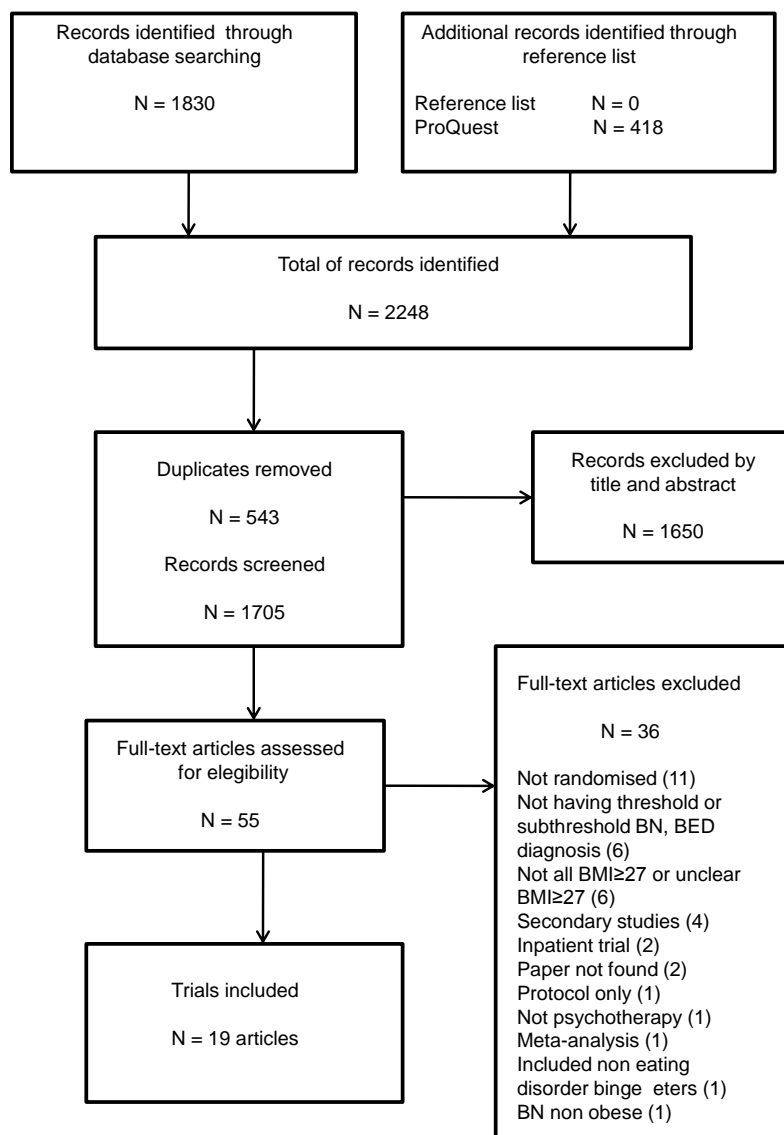 Records identified through
database searching
N = 1830
Additional records identified through
reference list
Reference list N = 0
ProQuest N = 418
Total of records identified
N = 2248
Duplicates removed
N = 543
Records screened
N = 1705
Records excluded by
title and abstract
N = 1650
Full-text articles assessed
for elegibility
N = 55
Full-text articles excluded
N = 36
Not randomised (11)
Not having threshold or
subthreshold BN, BED
diagnosis (6)
Not all BMI≥27 or unclear
BMI≥27 (6)
Secondary studies (4)
Inpatient trial (2)
Paper not found (2)
Protocol only (1)
Not psychotherapy (1)
Meta-analysis (1)
Included non eating
disorder binge eters (1)
BN non obese (1)
Trials included
N = 19 articles